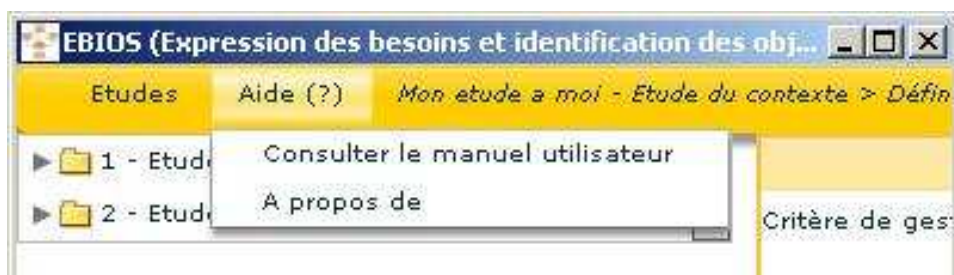 EBIOS (Expression des besoins et identification des obj...
Etudes Aide (?) Mon etude a moi - Etude du contexte > Défin
1 - Etud
Consulter le manuel utilisateur
2 - Etud
A propos de
Critère de ges